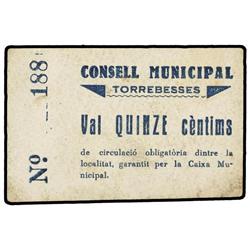 CONSELL MUNICIPAL
TORREBESSES
Val QUINZE cèntims
de circulació obligatòria dintre la
localitat, garantit per la Caixa Mu-
nicipal.
Nº 188